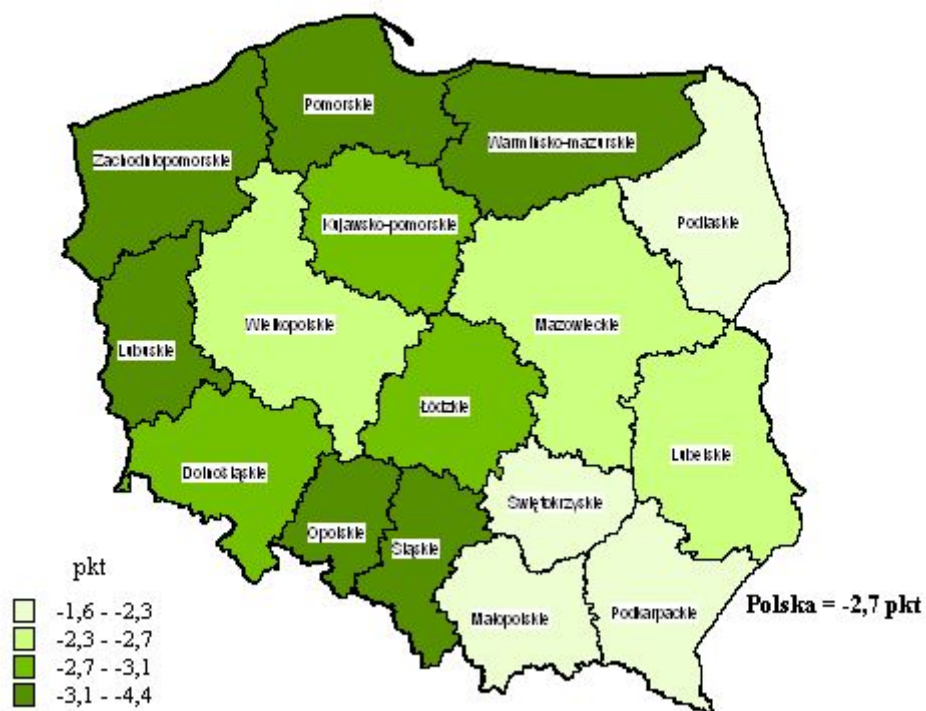 Pomorskie
Warmińsko-mazurskie
Zachodniopomorskie
Podlaskie
Kujawsko-pomorskie
Wielkopolskie
Mazowieckie
Lubuskie
Łódzkie
Lubelskie
Dolnośląskie
Świętokrzyskie
Opolskie
Śląskie
Małopolskie
Podkarpackie
Polska = -2,7 pkt
pkt
-1,6 - -2,3
-2,3 - -2,7
-2,7 - -3,1
-3,1 - -4,4